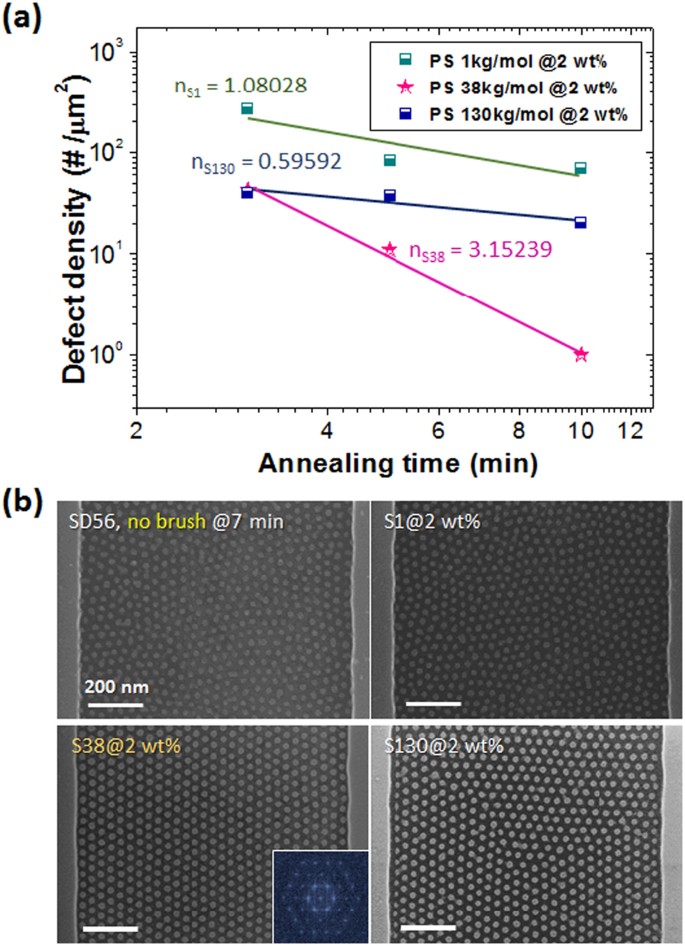 (a)
10³
10²
10¹
10⁰
Defect density (# /μm²)
n_S1 = 1.08028
n_S130 = 0.59592
n_S38 = 3.15239
PS 1kg/mol @2 wt%
PS 38kg/mol @2 wt%
PS 130kg/mol @2 wt%
2 4 6 8 10 12
Annealing time (min)
(b)
SD56, no brush @7 min
200 nm
S1@2 wt%
S38@2 wt%
S130@2 wt%